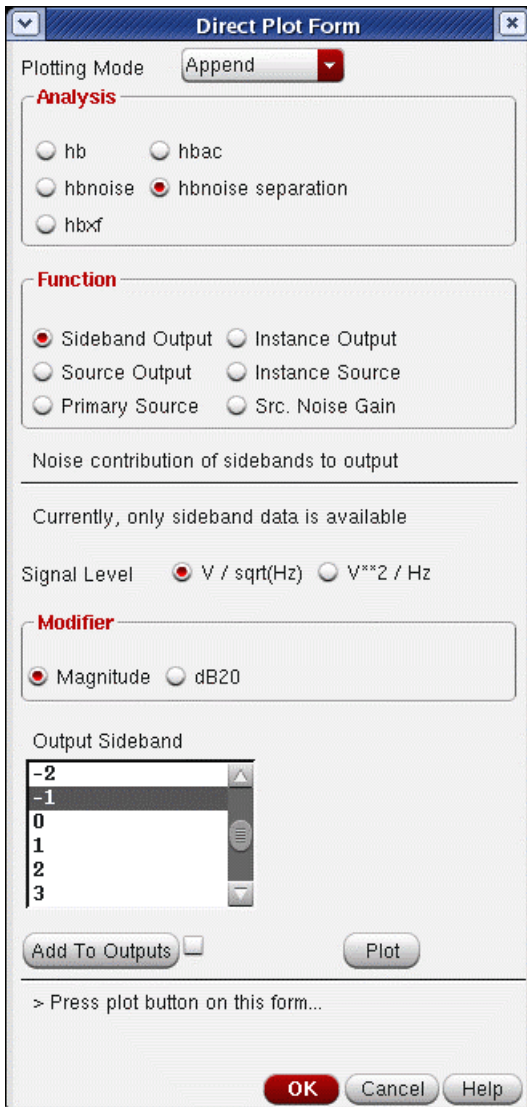 Direct Plot Form
Plotting Mode Append
Analysis
hb hbac
hbnoise hbnoise separation
hbxf
Function
Sideband Output Instance Output
Source Output Instance Source
Primary Source Src. Noise Gain
Noise contribution of sidebands to output
Currently, only sideband data is available
Signal Level V / sqrt(Hz) V**2 / Hz
Modifier
Magnitude dB20
Output Sideband
-2
-1
0
1
2
3
Add To Outputs Plot
> Press plot button on this form...
OK Cancel Help